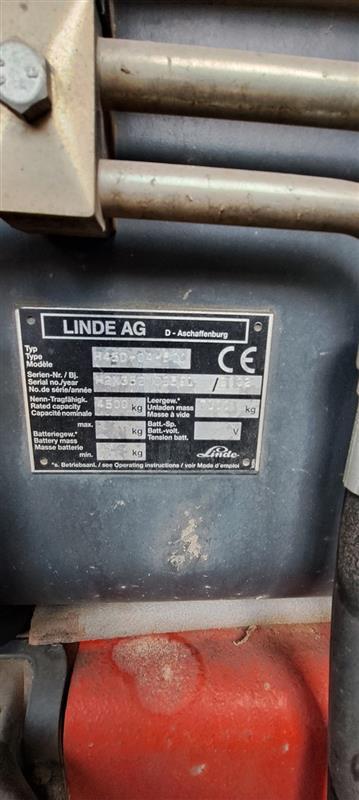 LINDE AG D - Aschaffenburg
Typ
Type
Modèle
CE
Serien-Nr. / Bj.
Serial no./year /
No.de série/année
Nenn-Tragfähigk. Leergew.*
Rated capacity 4500 kg Unladen mass kg
Capacité nominale Masse à vide
max.
Batteriegew.* kg Batt.-Sp.
Battery mass Batt.-volt. V
Masse batterie Tension batt.
min. kg Linde
*s. Betriebsanl. / see Operating instructions / voir Mode d'emploi